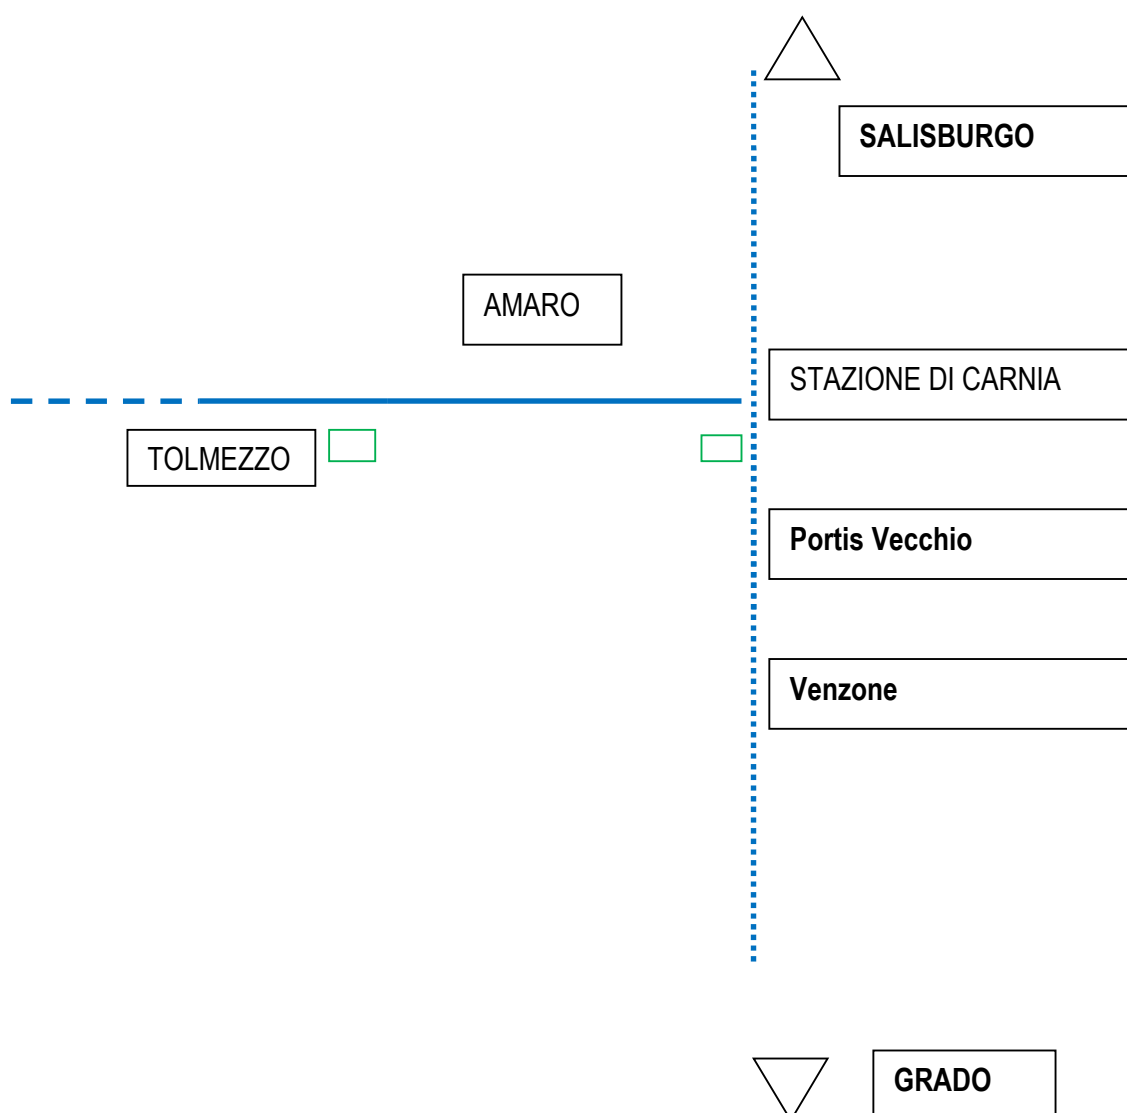 SALISBURGO
AMARO
STAZIONE DI CARNIA
TOLMEZZO
Portis Vecchio
Venzone
GRADO